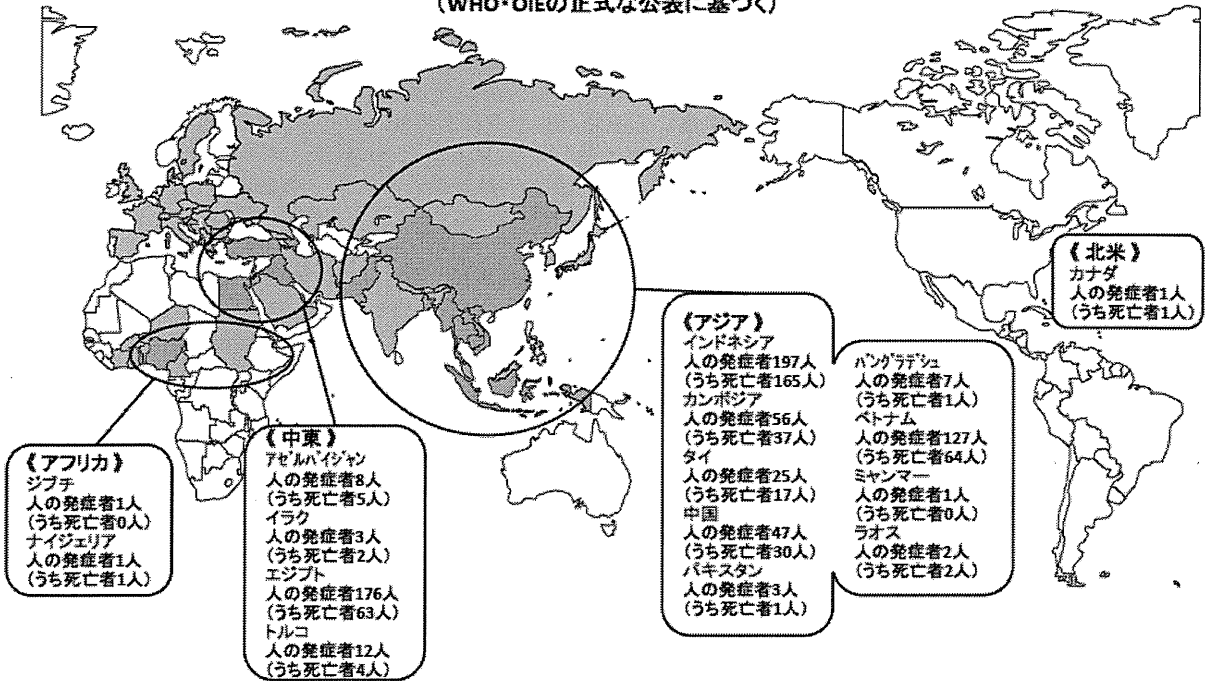 (WHO・OIEの正式な公表に基づく)
《北米》
カナダ
人の発症者1人
(うち死亡者1人)
《アジア》
インドネシア
人の発症者197人
(うち死亡者165人)
カンボジア
人の発症者56人
(うち死亡者37人)
タイ
人の発症者25人
(うち死亡者17人)
中国
人の発症者47人
(うち死亡者30人)
パキスタン
人の発症者3人
(うち死亡者1人)
バングラデシュ
人の発症者7人
(うち死亡者1人)
ベトナム
人の発症者127人
(うち死亡者64人)
ミャンマー
人の発症者1人
(うち死亡者0人)
ラオス
人の発症者2人
(うち死亡者2人)
《中東》
アゼルバイジャン
人の発症者8人
(うち死亡者5人)
イラク
人の発症者3人
(うち死亡者2人)
エジプト
人の発症者176人
(うち死亡者63人)
トルコ
人の発症者12人
(うち死亡者4人)
《アフリカ》
ジブチ
人の発症者1人
(うち死亡者0人)
ナイジェリア
人の発症者1人
(うち死亡者1人)